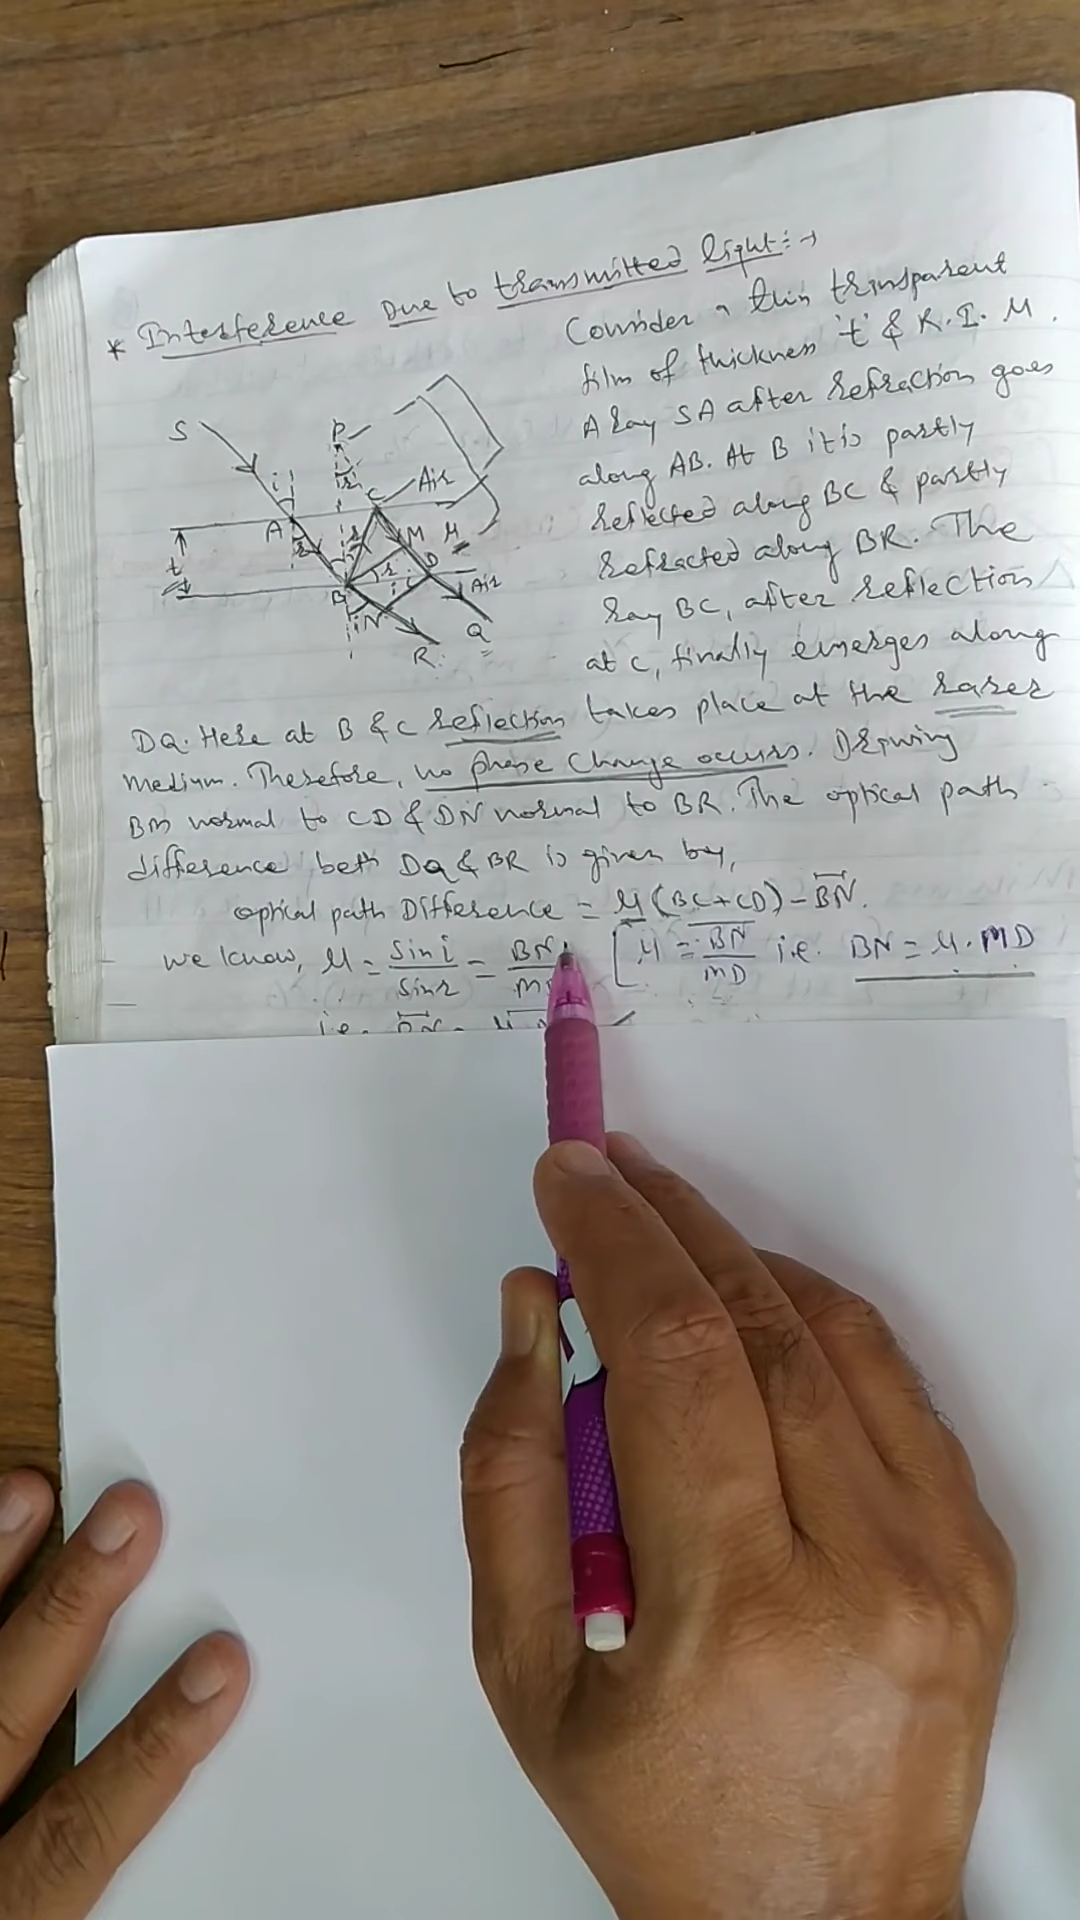 * Interference Due to transmitted light:→
Consider a thin transparent
film of thickness 't' & R.I. μ.
A ray SA after refraction goes
along AB. At B it is partly
reflected along BC & partly
refracted along BR. The
ray BC, after reflection
at C, finally emerges along
DQ. Here at B & C reflection takes place at the rarer
medium. Therefore, no phase change occurs. Drawing
BM normal to CD & DN normal to BR. The optical path
difference betn DQ & BR is given by,
optical path Difference = μ(BC+CD) - BN.
we know, μ = sin i / sin r = BN / M [ μ = BN / MD i.e. BN = μ. MD
i.e. BN = μ
S
P
i
r
C
Air
A
r
r
M
μ
t
D
r
i
B
Air
i
N
Q
R